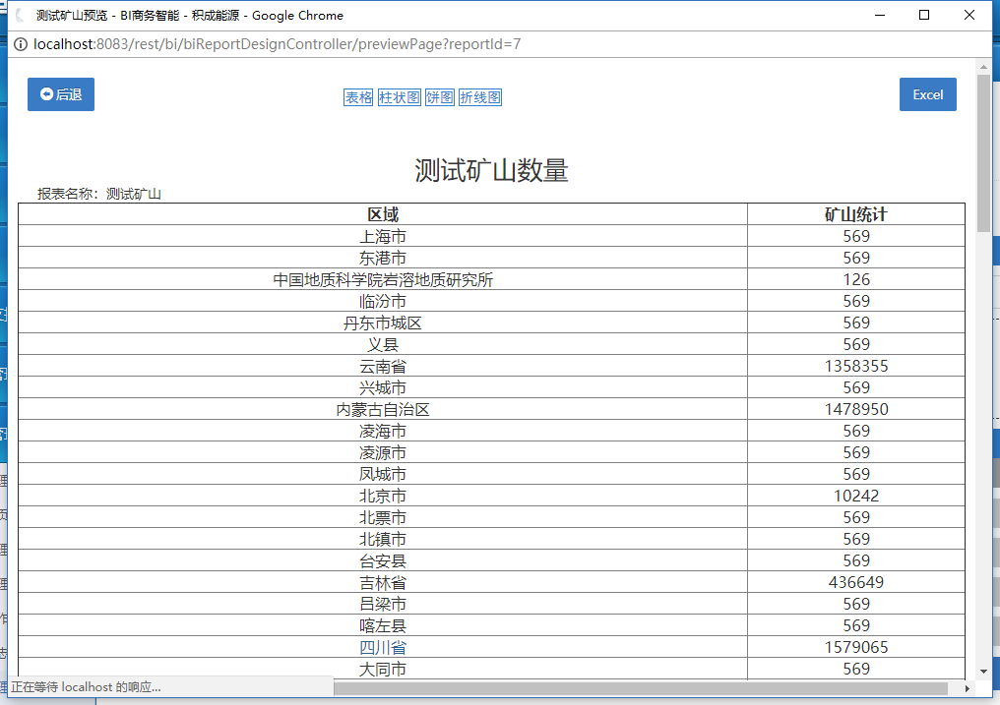 测试矿山预览 - BI商务智能 - 积成能源 - Google Chrome
localhost:8083/rest/bi/biReportDesignController/previewPage?reportId=7
后退 表格 柱状图 饼图 折线图 Excel
测试矿山数量
报表名称：测试矿山
区域 矿山统计
上海市 569
东港市 569
中国地质科学院岩溶地质研究所 126
临汾市 569
丹东市城区 569
义县 569
云南省 1358355
兴城市 569
内蒙古自治区 1478950
凌海市 569
凌源市 569
凤城市 569
北京市 10242
北票市 569
北镇市 569
台安县 569
吉林省 436649
吕梁市 569
喀左县 569
四川省 1579065
大同市 569
正在等待 localhost 的响应...